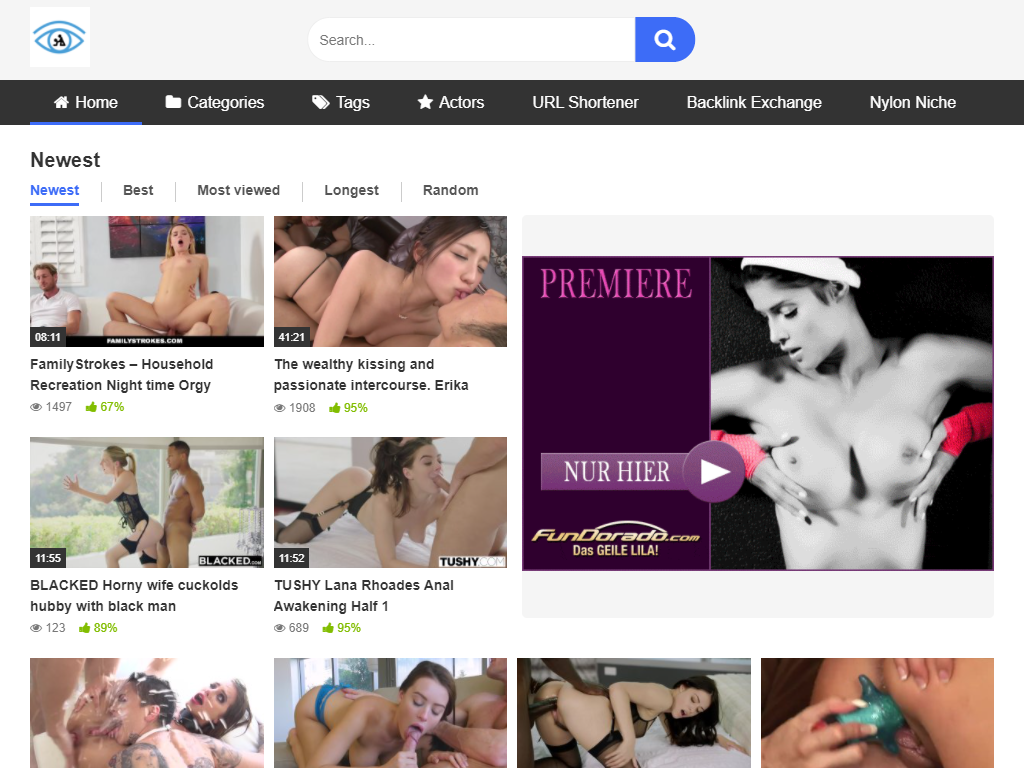 Search...
Home
Categories
Tags
Actors
URL Shortener
Backlink Exchange
Nylon Niche
Newest
Newest
Best
Most viewed
Longest
Random
08:11
FAMILYSTROKES.COM
FamilyStrokes – Household
Recreation Night time Orgy
1497
67%
41:21
The wealthy kissing and
passionate intercourse. Erika
1908
95%
PREMIERE
NUR HIER
FunDorado.com
Das GEILE LILA!
11:55
BLACKED.COM
BLACKED Horny wife cuckolds
hubby with black man
123
89%
11:52
TUSHY.COM
TUSHY Lana Rhoades Anal
Awakening Half 1
689
95%